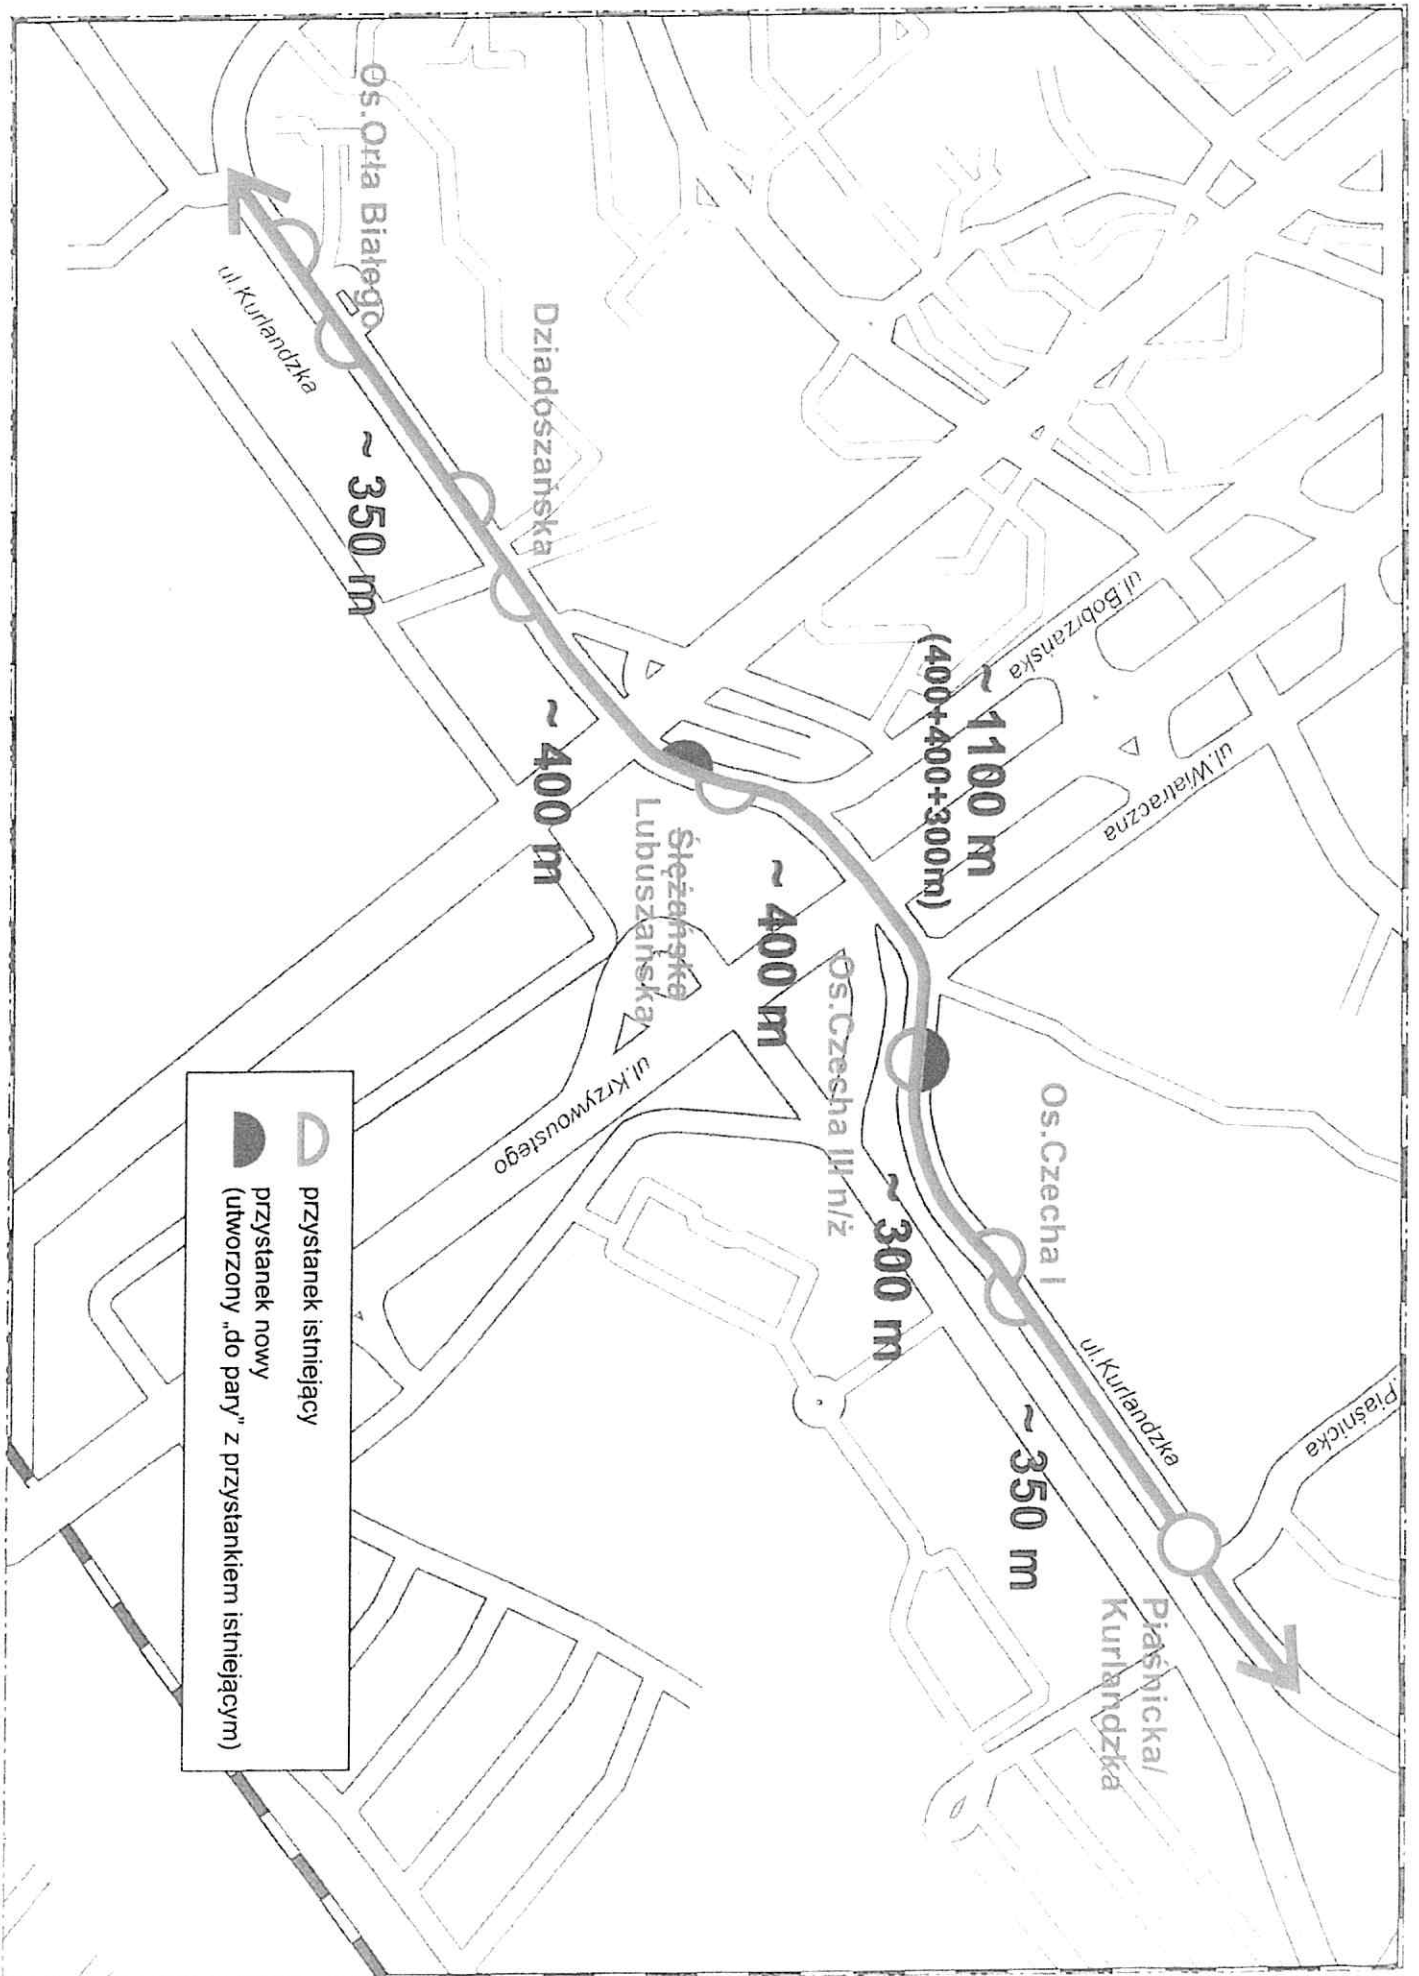 Os.Orła Białego
ul.Kurlandzka
~ 350 m
Dziadoszańska
~ 400 m
Ślężańska
Lubuszańska
~ 1100 m
(400+400+300m)
ul.Bobrzańska
ul.Wiatraczna
~ 400 m
Os.Czecha III n/ż
ul.Krzywoustego
Os.Czecha I
~ 300 m
ul.Kurlandzka
~ 350 m
Piaśnicka
Piaśnicka/
Kurlandzka
przystanek istniejący
przystanek nowy
(utworzony „do pary" z przystankiem istniejącym)